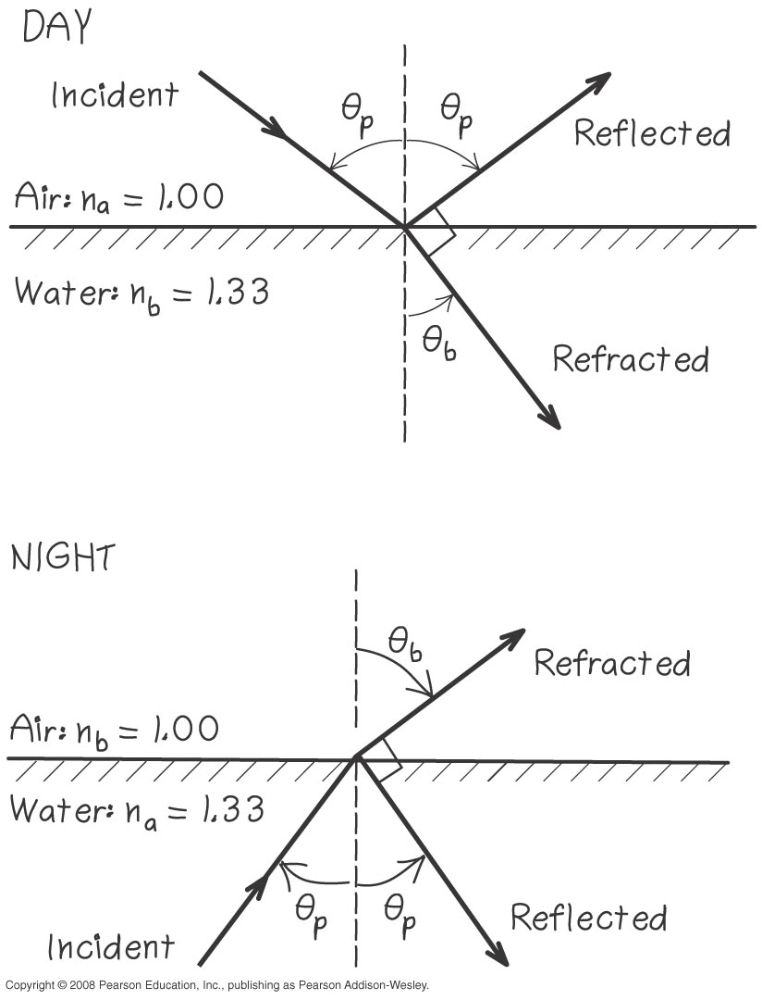 DAY
Incident
θp θp
Reflected
Air: na = 1.00
Water: nb = 1.33
θb
Refracted
NIGHT
θb
Refracted
Air: nb = 1.00
Water: na = 1.33
θp θp
Reflected
Incident
Copyright © 2008 Pearson Education, Inc., publishing as Pearson Addison-Wesley.